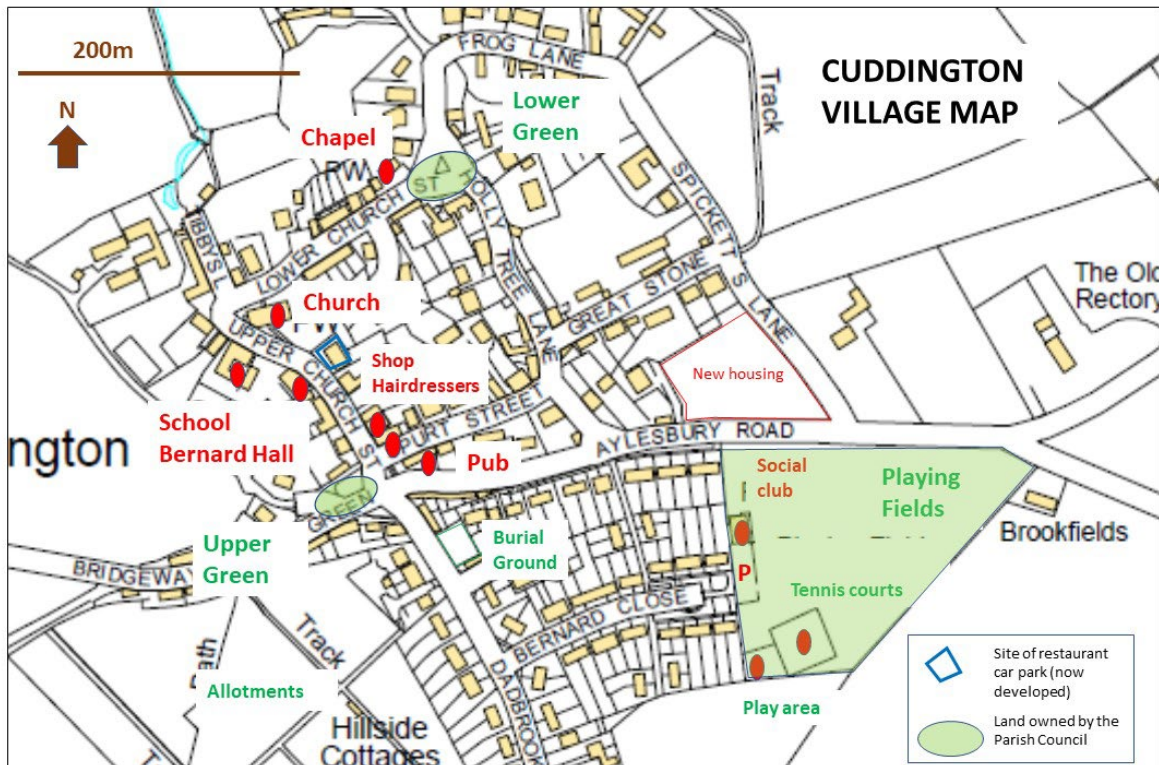 200m
N
CUDDINGTON
VILLAGE MAP
FROG LANE
Track
Lower
Green
Chapel
PW
LOWER CHURCH ST
HOLLY TREE LANE
SPICKETT S LANE
GREAT STONE
TIBBYS L
The Old
Rectory
Church
PW
UPPER CHURCH ST
Shop
Hairdressers
New housing
School
Bernard Hall
SPURT STREET
Pub
AYLESBURY ROAD
ngton
Social
club
Playing
Fields
GREEN
Upper
Green
Burial
Ground
Brookfields
BRIDGEWAY
P
Tennis courts
BERNARD CLOSE
DADBROOK
Track
Path
Allotments
Play area
Hillside
Cottages
Site of restaurant
car park (now
developed)
Land owned by the
Parish Council